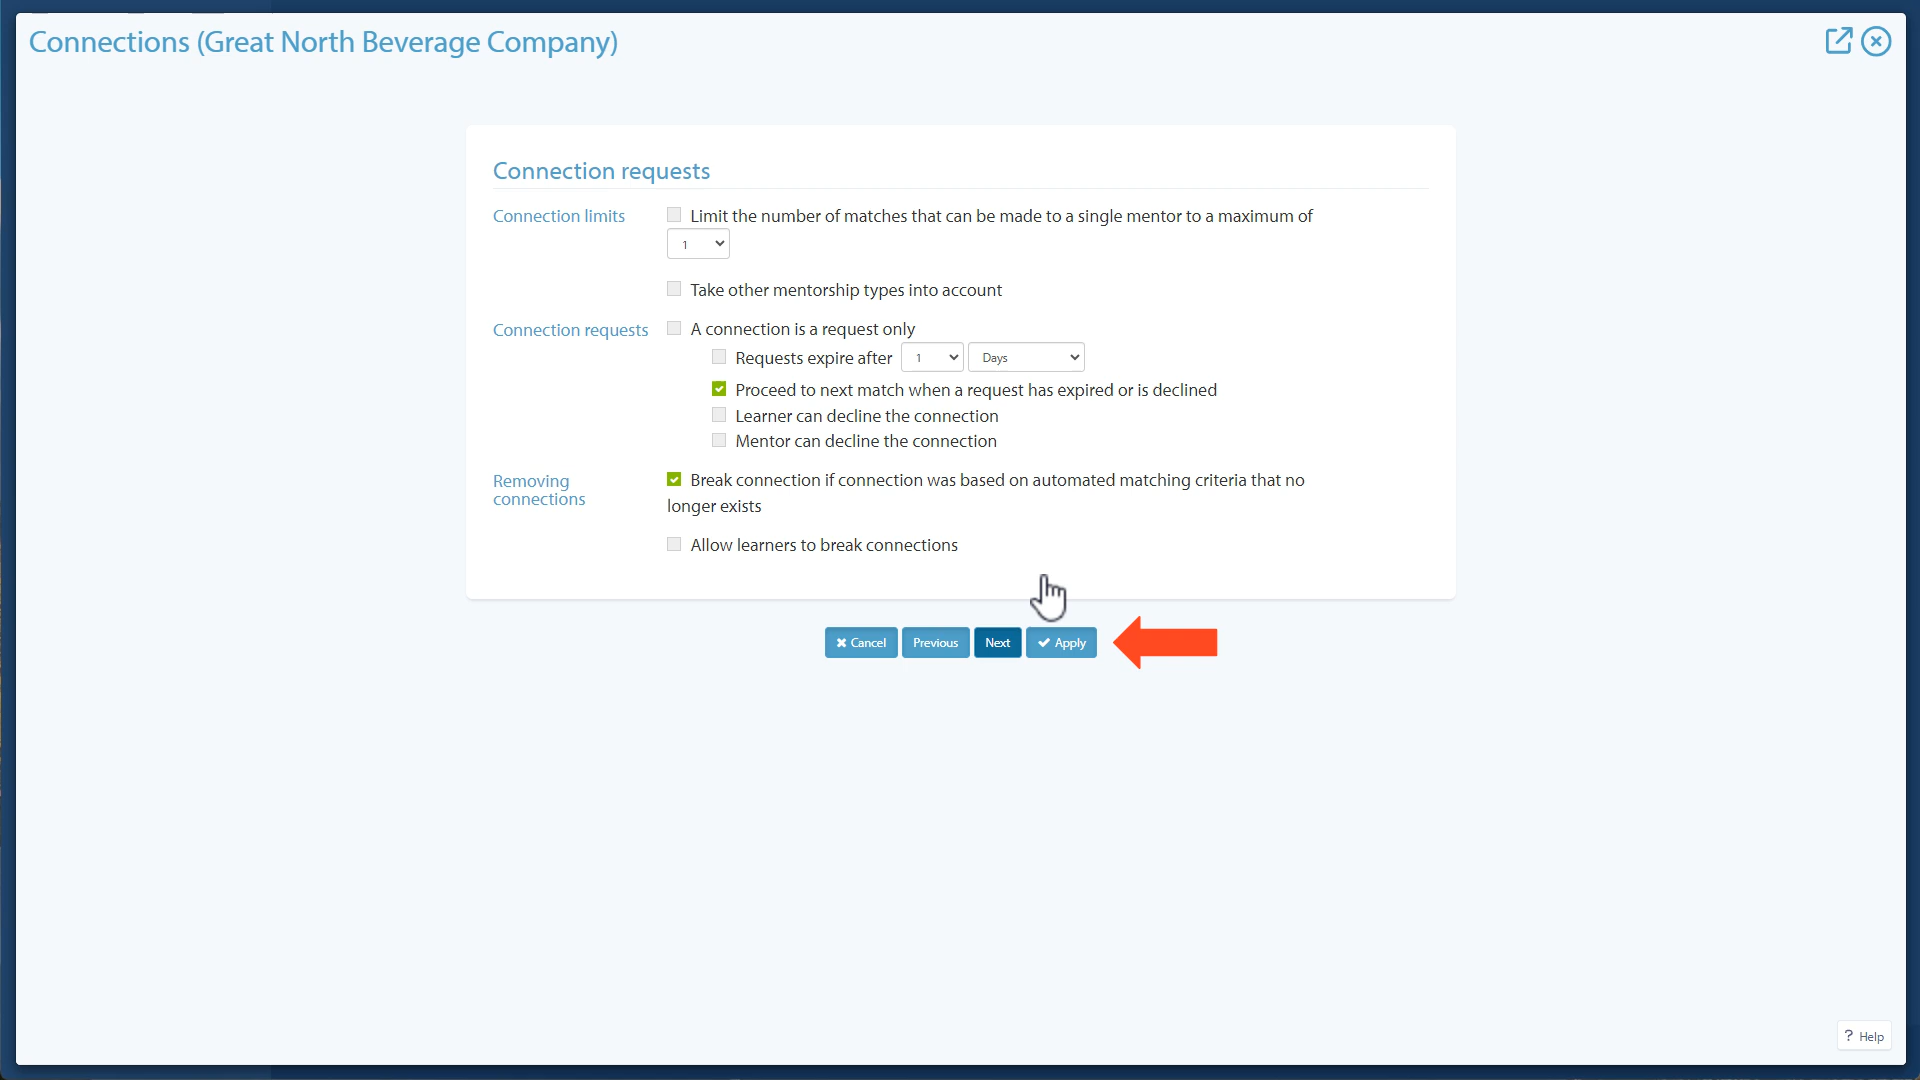 Connections (Great North Beverage Company)
Connection requests
Connection limits
Limit the number of matches that can be made to a single mentor to a maximum of
1
Take other mentorship types into account
Connection requests
A connection is a request only
Requests expire after 1 Days
Proceed to next match when a request has expired or is declined
Learner can decline the connection
Mentor can decline the connection
Removing
connections
Break connection if connection was based on automated matching criteria that no
longer exists
Allow learners to break connections
Cancel Previous Next Apply
? Help